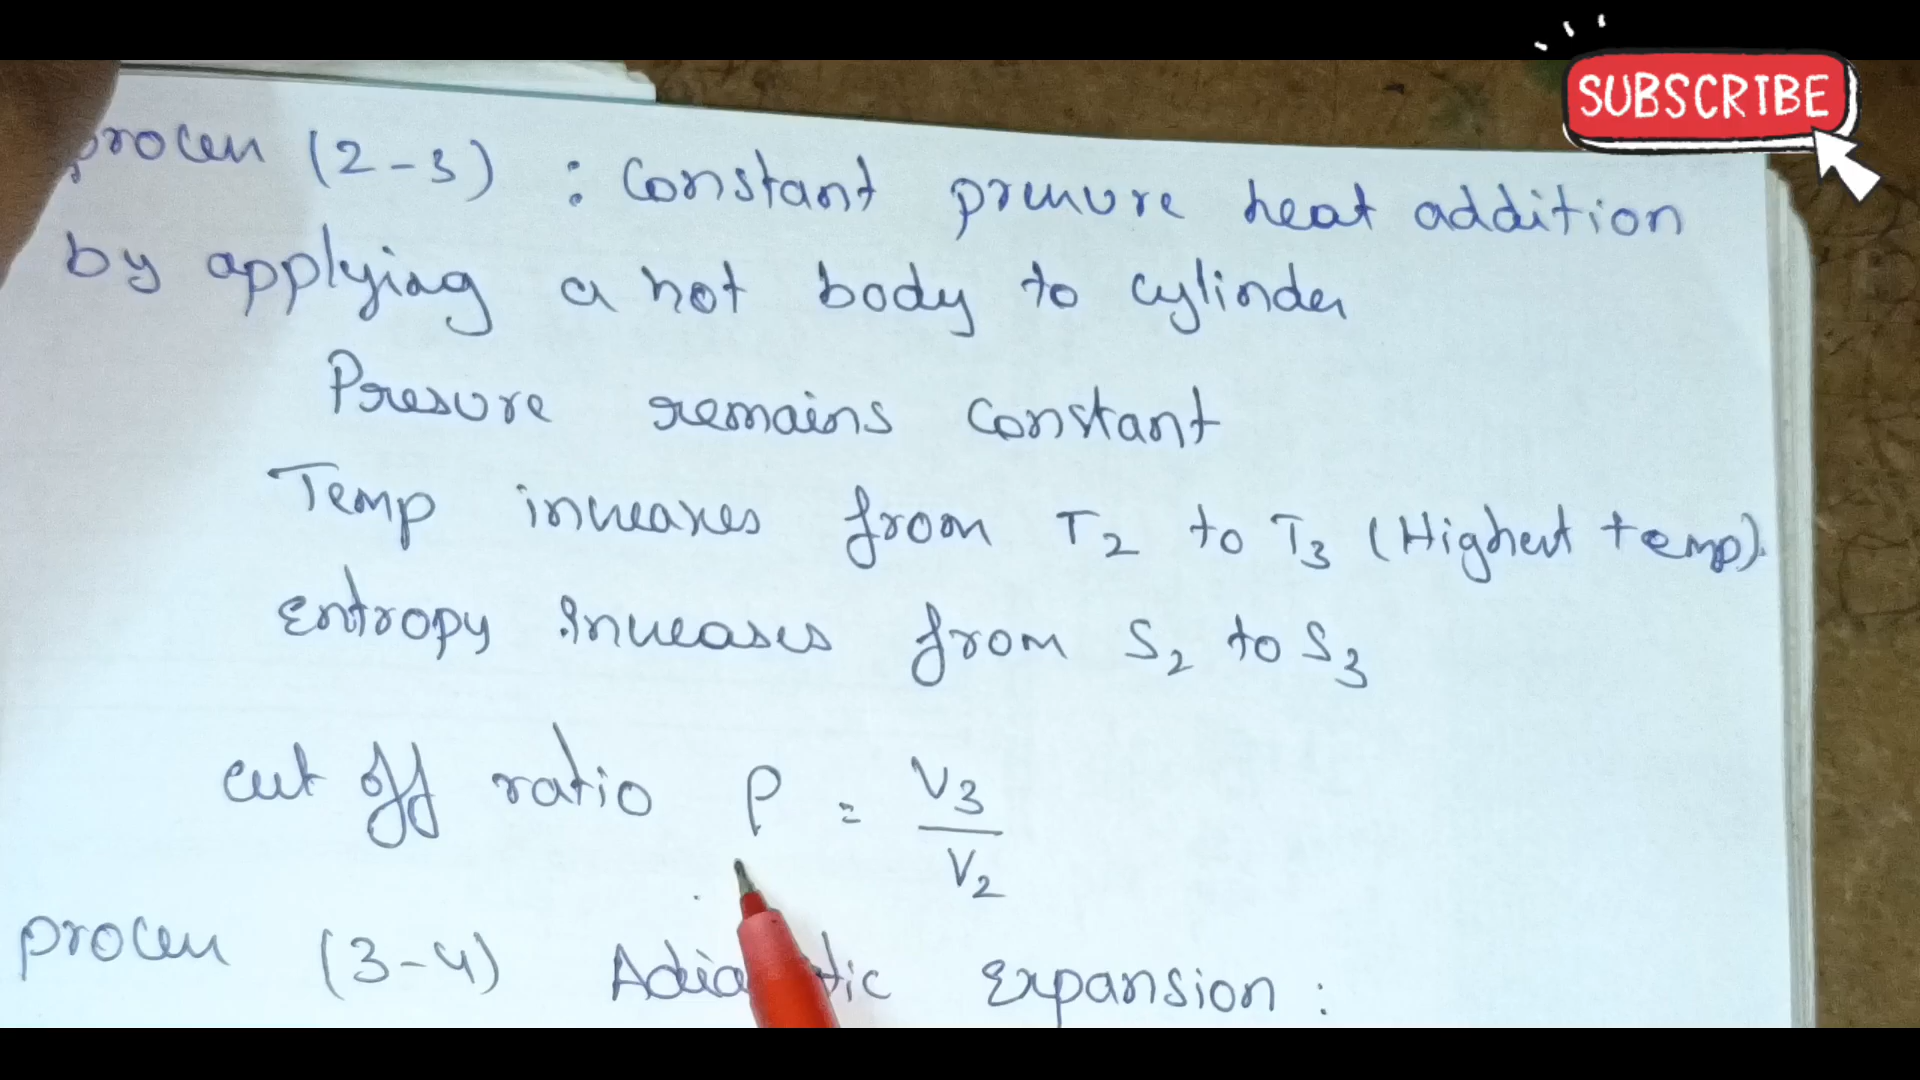 SUBSCRIBE
process (2-3) : Constant pressure heat addition
by applying a hot body to cylinder
Presure remains constant
Temp increases from T2 to T3 (Highest temp).
Entropy Increases from S2 to S3
cut off ratio ρ = V3/V2
process (3-4) Adiabatic Expansion :